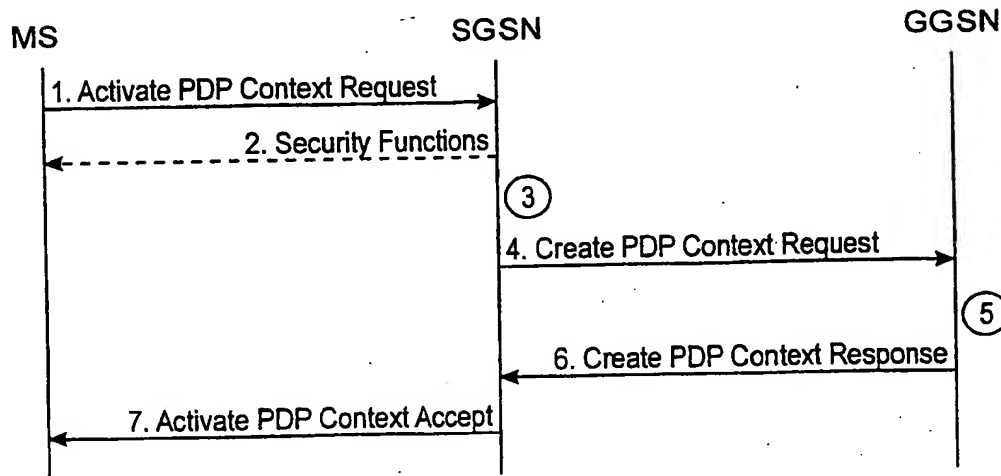 MS
SGSN
GGSN
1. Activate PDP Context Request
2. Security Functions
3
4. Create PDP Context Request
5
6. Create PDP Context Response
7. Activate PDP Context Accept